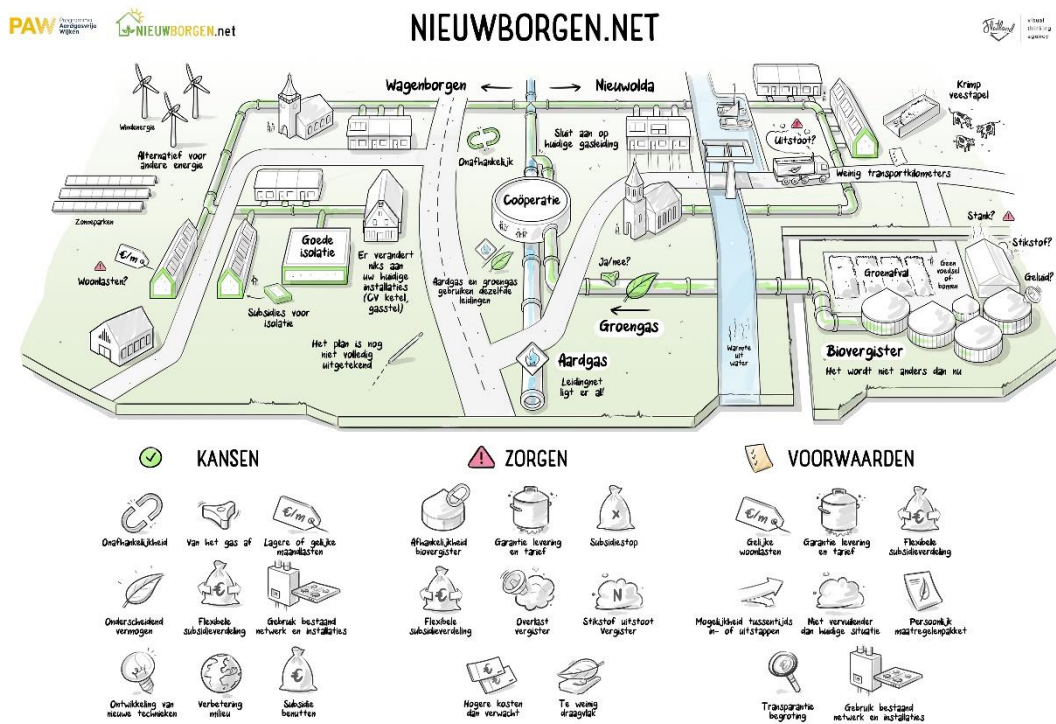 PAW Programma
Aardgasvrije
Wijken
NIEUWBORGEN.net
NIEUWBORGEN.NET
Flatland
visual
thinking
agency
Wagenborgen
Nieuwolda
Windenergie
Alternatief voor
andere energie
Zonneparken
€/m
Woonlasten?
Subsidies voor
isolatie
Goede
isolatie
Er verandert
niks aan
uw huidige
installaties
(CV ketel,
gasstel)
Het plan is nog
niet volledig
uitgetekend
Onafhankelijk
Sluit aan op
huidige gasleiding
Coöperatie
Aardgas en groengas
gebruiken dezelfde
leidingen
Ja/nee?
Groengas
Aardgas
Leidingnet
ligt er al!
Warmte
uit
water
Uitstoot?
Weinig transportkilometers
Krimp
veestapel
Stank?
Stikstof?
Geluid?
Groenafval
Geen
voedsel
of
bomen
Biovergister
Het wordt niet anders dan nu
KANSEN
Onafhankelijkheid
Van het gas af
€/m
Lagere of gelijke
maandlasten
Onderscheidend
vermogen
€
Flexibele
subsidieverdeling
Gebruik bestaand
netwerk en installaties
Ontwikkeling van
nieuwe technieken
Verbetering
milieu
€
Subsidie
benutten
ZORGEN
Afhankelijkheid
biovergister
Garantie levering
en tarief
X
Subsidiestop
€
Flexibele
subsidieverdeling
Overlast
vergister
N
Stikstof uitstoot
Vergister
Hogere kosten
dan verwacht
Te weinig
draagvlak
VOORWAARDEN
€/m
Gelijke
woonlasten
Garantie levering
en tarief
€
Flexibele
subsidieverdeling
Mogelijkheid tussentijds
in- of uitstappen
Niet vervuilender
dan huidige situatie
Persoonlijk
maatregelenpakket
€
Transparantie
begroting
Gebruik bestaand
netwerk en installaties